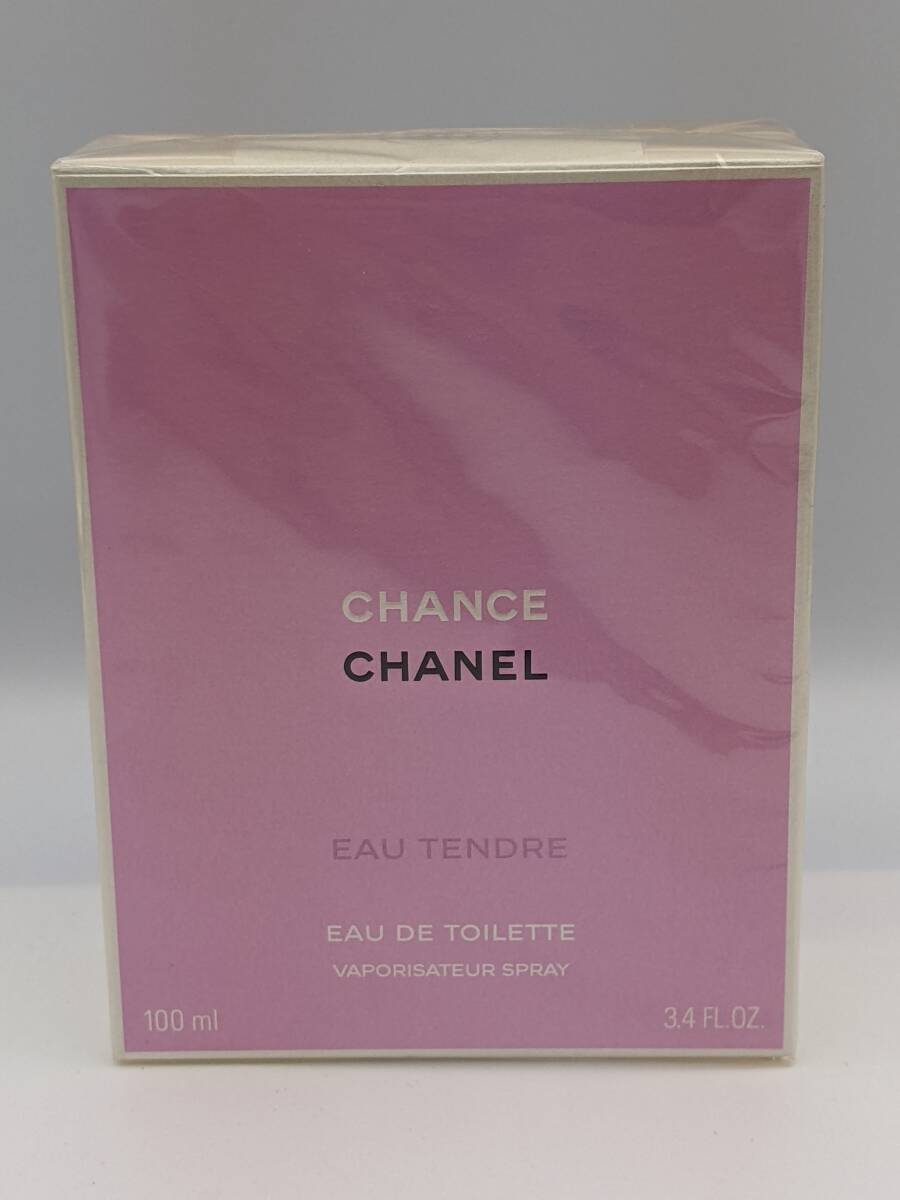 CHANCE
CHANEL
EAU TENDRE
EAU DE TOILETTE
VAPORISATEUR SPRAY
100 ml
3.4 FL.OZ.